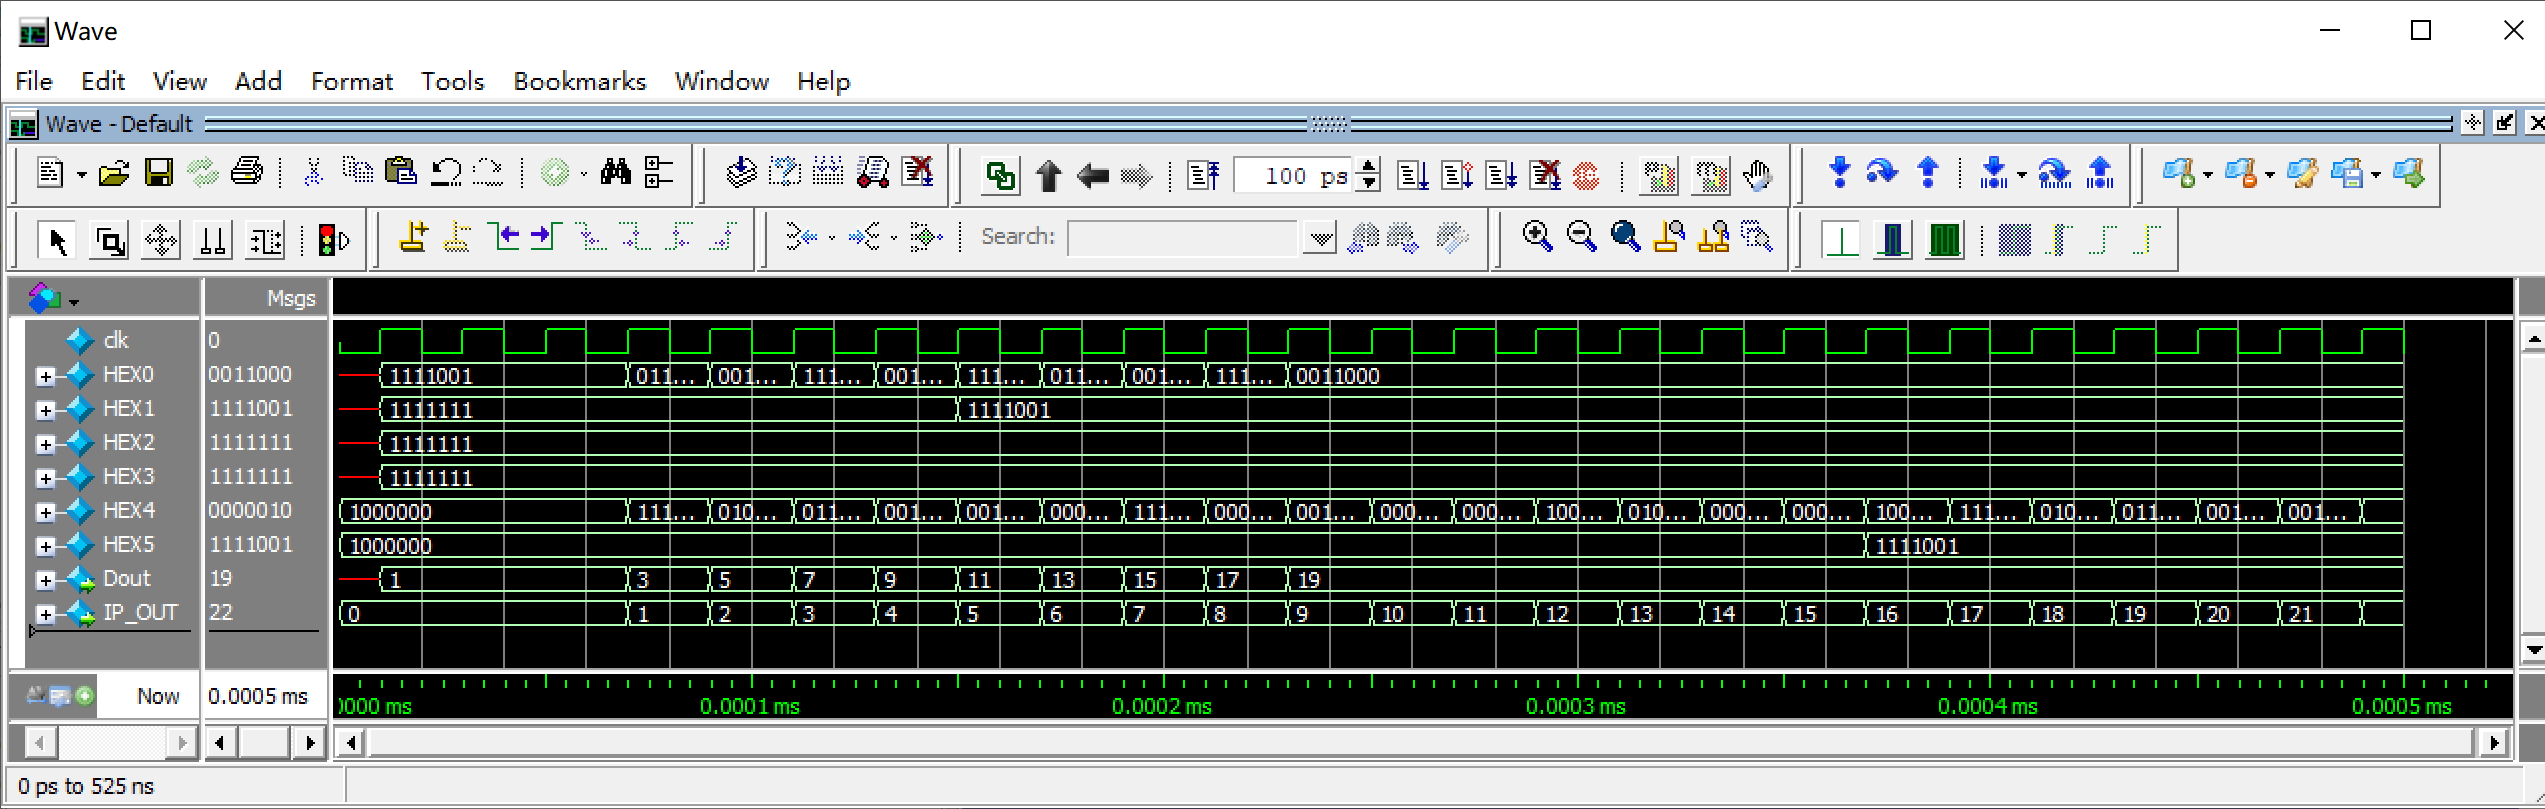 Wave
File Edit View Add Format Tools Bookmarks Window Help
Wave - Default
100 ps
Search:
Msgs
clk 0
HEX0 0011000 1111001 011... 001... 111... 001... 111... 011... 001... 111... 0011000
HEX1 1111001 1111111 1111001
HEX2 1111111 1111111
HEX3 1111111 1111111
HEX4 0000010 1000000 111... 010... 011... 001... 001... 000... 111... 000... 001... 000... 000... 100... 010... 000... 000... 100... 111... 010... 011... 001... 001...
HEX5 1111001 1000000 1111001
Dout 19 1 3 5 7 9 11 13 15 17 19
IP_OUT 22 0 1 2 3 4 5 6 7 8 9 10 11 12 13 14 15 16 17 18 19 20 21
Now 0.0005 ms 000 ms 0.0001 ms 0.0002 ms 0.0003 ms 0.0004 ms 0.0005 ms
0 ps to 525 ns